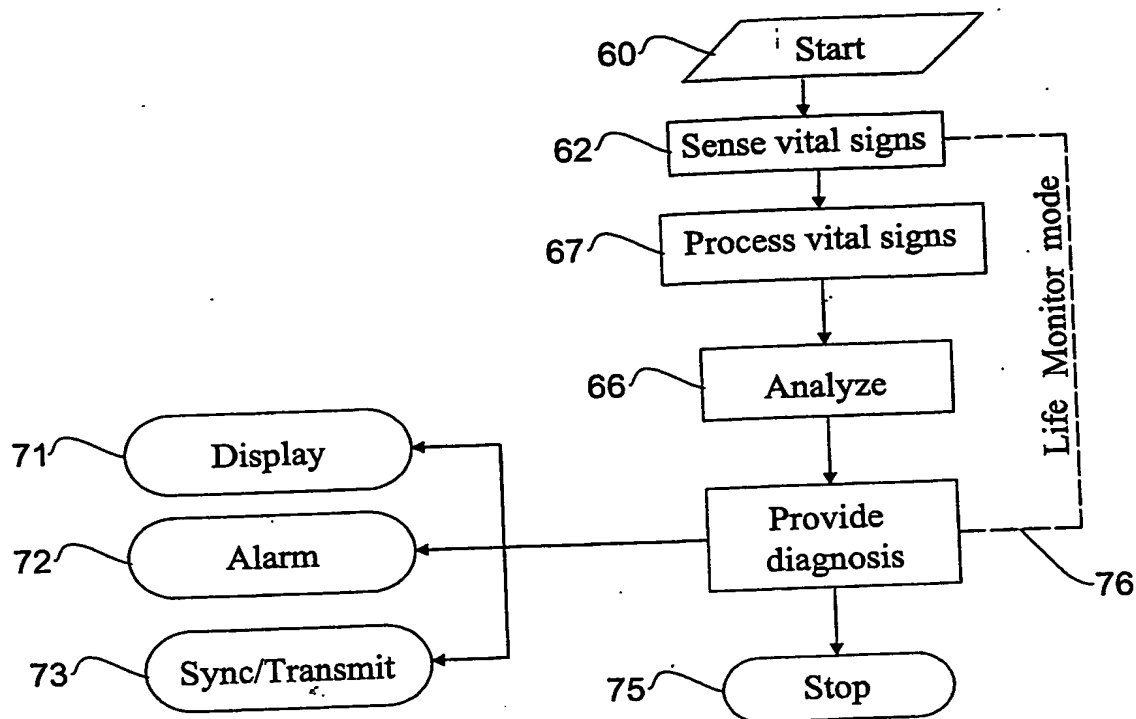 60
Start
62
Sense vital signs
67
Process vital signs
66
Analyze
Life Monitor mode
71
Display
72
Alarm
73
Sync/Transmit
Provide
diagnosis
76
75
Stop